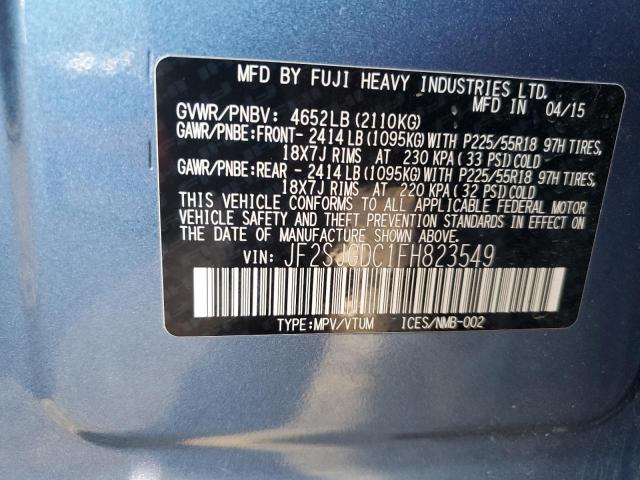 MFD BY FUJI HEAVY INDUSTRIES LTD.
MFD IN 04/15
GVWR/PNBV: 4652LB(2110KG)
GAWR/PNBE:FRONT- 2414LB(1095KG)WITH P225/55R18 97H TIRES,
18X7J RIMS AT 230 KPA(33 PSI)COLD
GAWR/PNBE:REAR - 2414LB(1095KG)WITH P225/55R18 97H TIRES,
18X7J RIMS AT 220 KPA(32 PSI)COLD
THIS VEHICLE CONFORMS TO ALL APPLICABLE FEDERAL MOTOR
VEHICLE SAFETY AND THEFT PREVENTION STANDARDS IN EFFECT ON
THE DATE OF MANUFACTURE SHOWN ABOVE.
VIN: JF2SJGDC1FH823549
TYPE:MPV/VTUM ICES/NMB-002